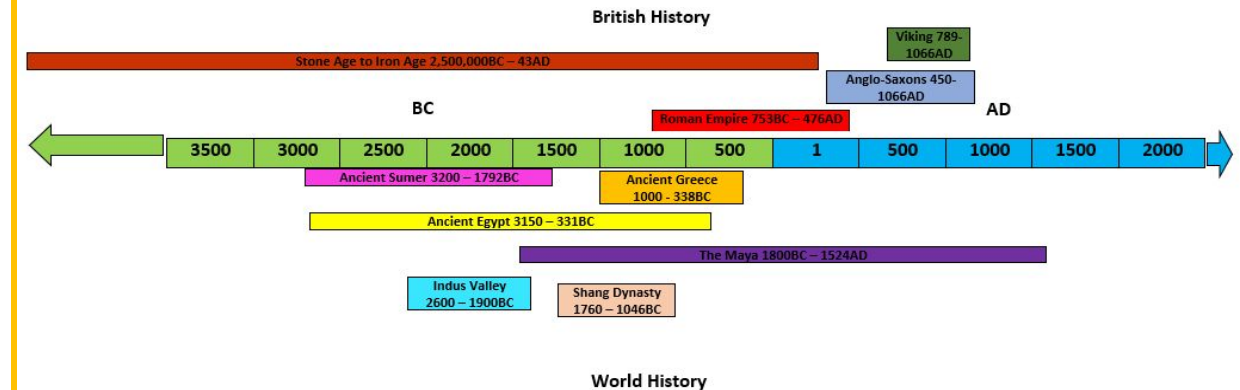 British History
Viking 789-
1066AD
Stone Age to Iron Age 2,500,000BC – 43AD
Anglo-Saxons 450-
1066AD
BC
AD
Roman Empire 753BC – 476AD
3500 3000 2500 2000 1500 1000 500 1 500 1000 1500 2000
Ancient Sumer 3200 – 1792BC
Ancient Greece
1000 - 338BC
Ancient Egypt 3150 – 331BC
The Maya 1800BC – 1524AD
Indus Valley
2600 – 1900BC
Shang Dynasty
1760 – 1046BC
World History